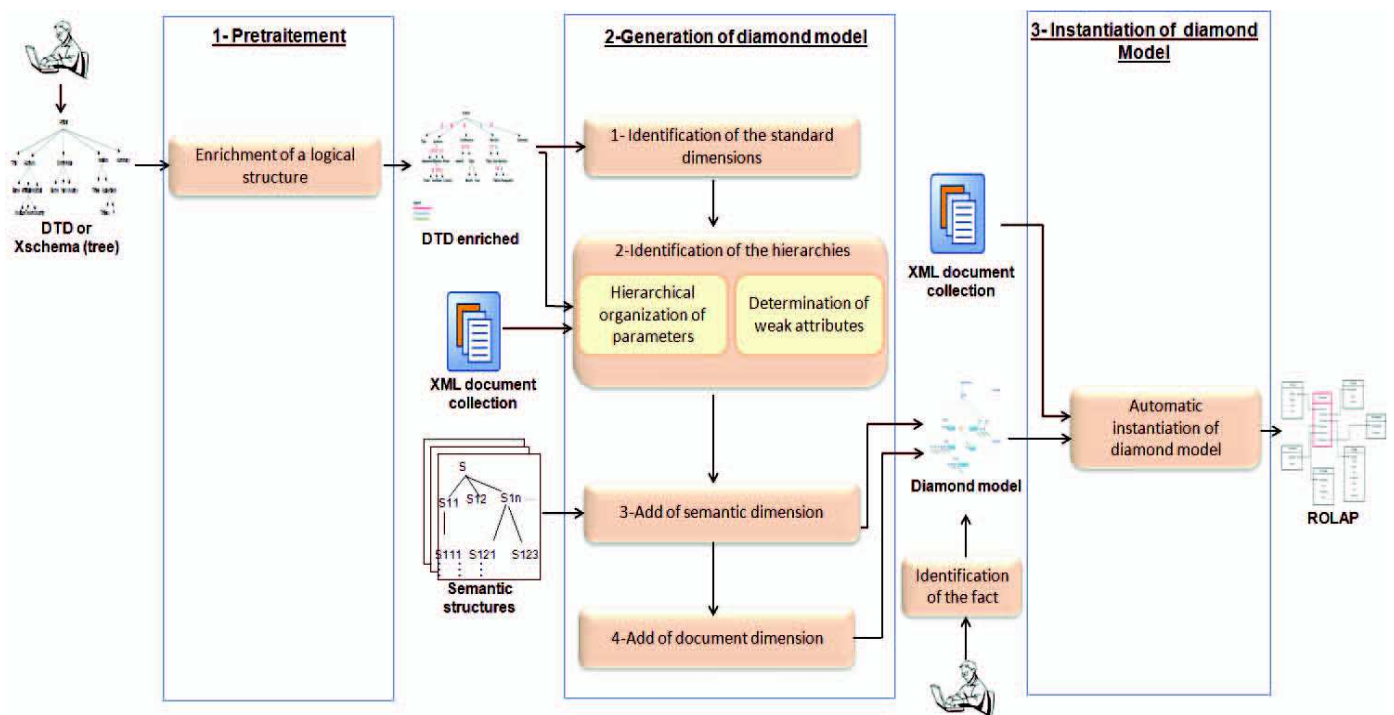 1- Pretraitement
2-Generation of diamond model
3- Instantiation of diamond
Model
Enrichment of a logical
structure
DTD or
Xschema (tree)
DTD enriched
1- Identification of the standard
dimensions
2-Identification of the hierarchies
Hierarchical
organization of
parameters
Determination of
weak attributes
XML document
collection
XML document
collection
S
S11 S12 S1n
S111 S121 S123
Semantic
structures
3-Add of semantic dimension
4-Add of document dimension
Diamond model
Identification
of the fact
Automatic
instantiation of
diamond model
ROLAP